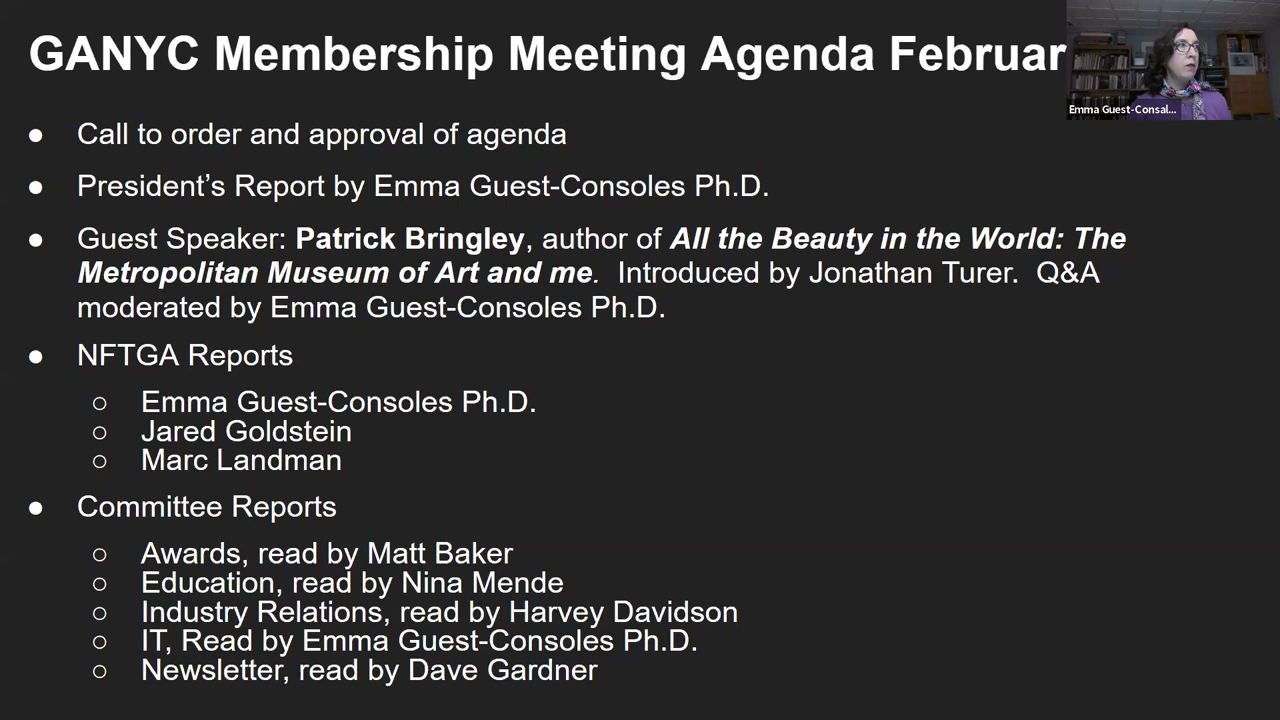 GANYC Membership Meeting Agenda Februar
Emma Guest-Consal...
● Call to order and approval of agenda
● President’s Report by Emma Guest-Consoles Ph.D.
● Guest Speaker: Patrick Bringley, author of All the Beauty in the World: The
Metropolitan Museum of Art and me. Introduced by Jonathan Turer. Q&A
moderated by Emma Guest-Consoles Ph.D.
● NFTGA Reports
○ Emma Guest-Consoles Ph.D.
○ Jared Goldstein
○ Marc Landman
● Committee Reports
○ Awards, read by Matt Baker
○ Education, read by Nina Mende
○ Industry Relations, read by Harvey Davidson
○ IT, Read by Emma Guest-Consoles Ph.D.
○ Newsletter, read by Dave Gardner